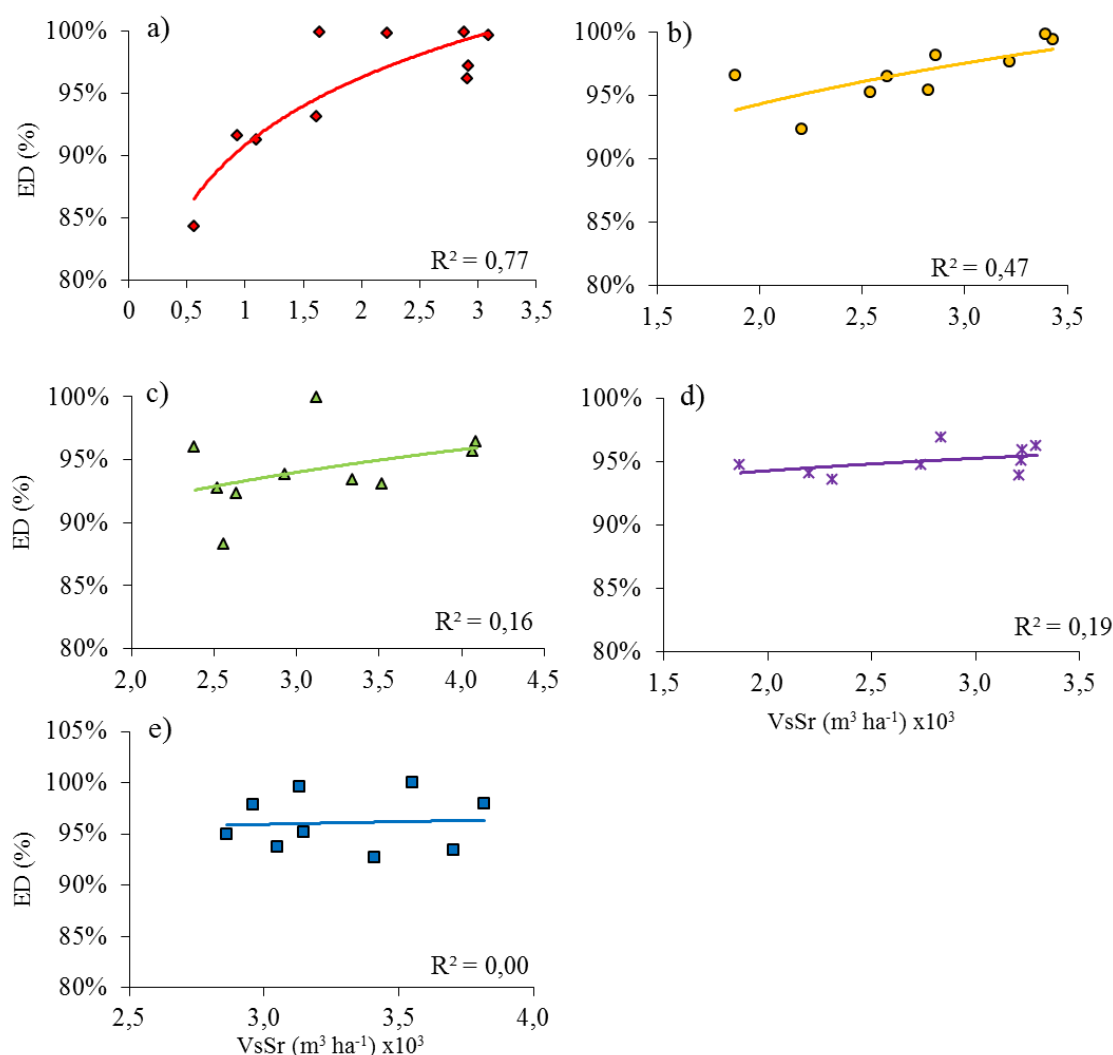 a)
ED (%)
100%
95%
90%
85%
80%
R² = 0,77
0 0,5 1 1,5 2 2,5 3 3,5
b)
100%
95%
90%
85%
80%
R² = 0,47
1,5 2,0 2,5 3,0 3,5
c)
ED (%)
100%
95%
90%
85%
80%
R² = 0,16
2,0 2,5 3,0 3,5 4,0 4,5
d)
100%
95%
90%
85%
80%
R² = 0,19
1,5 2,0 2,5 3,0 3,5
VsSr (m³ ha⁻¹) x10³
e)
ED (%)
105%
100%
95%
90%
85%
80%
R² = 0,00
2,5 3,0 3,5 4,0
VsSr (m³ ha⁻¹) x10³